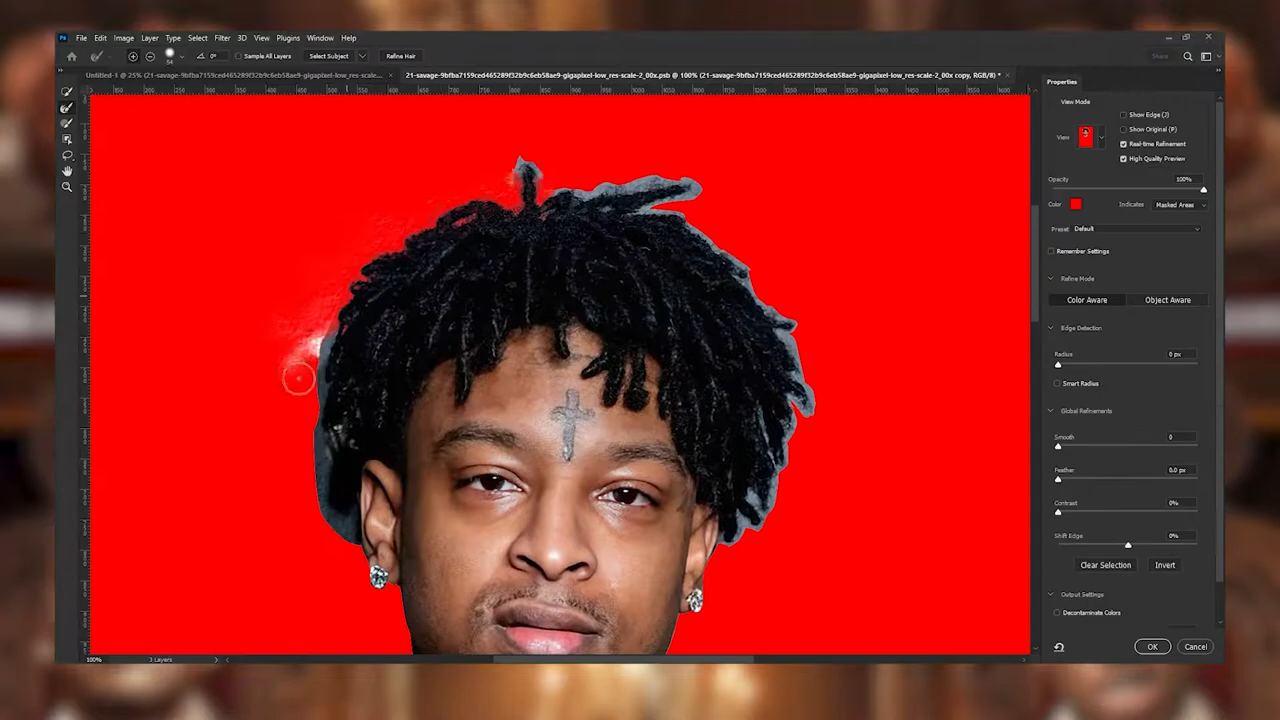 Ps File Edit Image Layer Type Select Filter 3D View Plugins Window Help
54 0° Sample All Layers Select Subject Refine Hair Share
Untitled-1 @ 25% (21-savage-9bfba7159ced465289f32b9c6eb58ae9-gigapixel-low_res-scale... × 21-savage-9bfba7159ced465289f32b9c6eb58ae9-gigapixel-low_res-scale-2_00x.psb @ 100% (21-savage-9bfba7159ced465289f32b9c6eb58ae9-gigapixel-low_res-scale-2_00x copy, RGB/8) * ×
Properties
View Mode
Show Edge (J)
Show Original (P)
View
Real-time Refinement
High Quality Preview
Opacity 100%
Color Indicates Masked Areas
Preset Default
Remember Settings
Refine Mode
Color Aware Object Aware
Edge Detection
Radius 0 px
Smart Radius
Global Refinements
Smooth 0
Feather 0.0 px
Contrast 0%
Shift Edge 0%
Clear Selection Invert
Output Settings
Decontaminate Colors
OK Cancel
100% 3 Layers